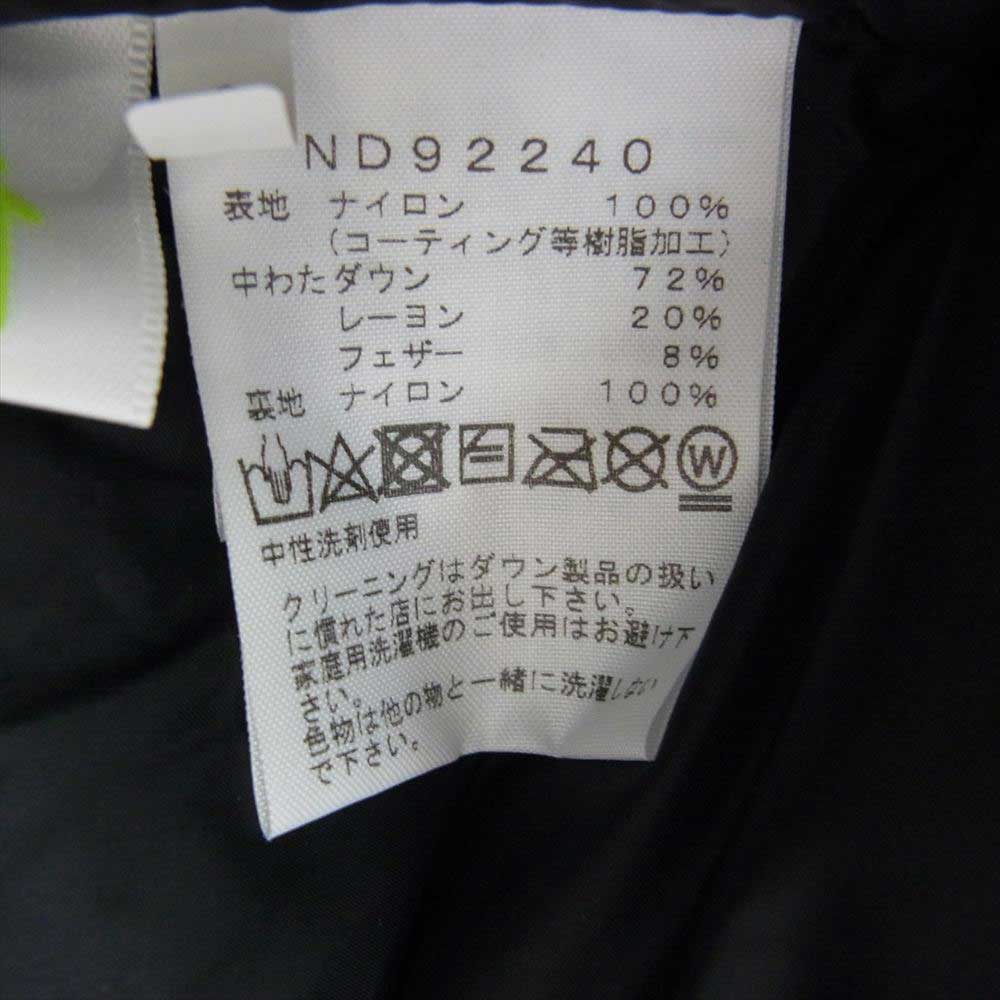 ND92240
表地 ナイロン 100%
(コーティング等樹脂加工)
中わた ダウン 72%
レーヨン 20%
フェザー 8%
裏地 ナイロン 100%
W
中性洗剤使用
クリーニングはダウン製品の扱い
に慣れた店にお出し下さい。
家庭用洗濯機のご使用はお避け下
さい。
色物は他の物と一緒に洗濯しない
で下さい。